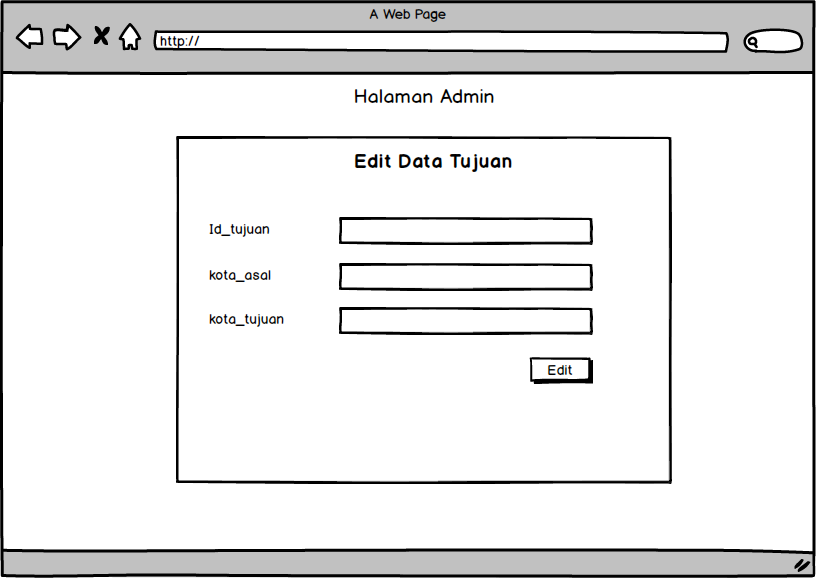 A Web Page
http://
Halaman Admin
Edit Data Tujuan
Id_tujuan
kota_asal
kota_tujuan
Edit